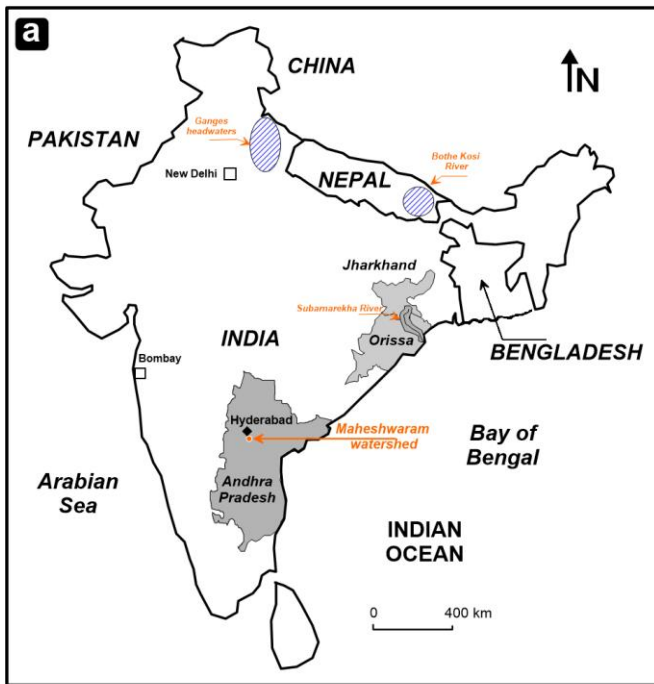 a
CHINA
N
Ganges
headwaters
PAKISTAN
Bothe Kosi
River
New Delhi
NEPAL
Jharkhand
Subamarekha River
INDIA
Orissa
BENGLADESH
Bombay
Hyderabad
Maheshwaram
watershed
Bay of
Bengal
Arabian
Sea
Andhra
Pradesh
INDIAN
OCEAN
0
400 km